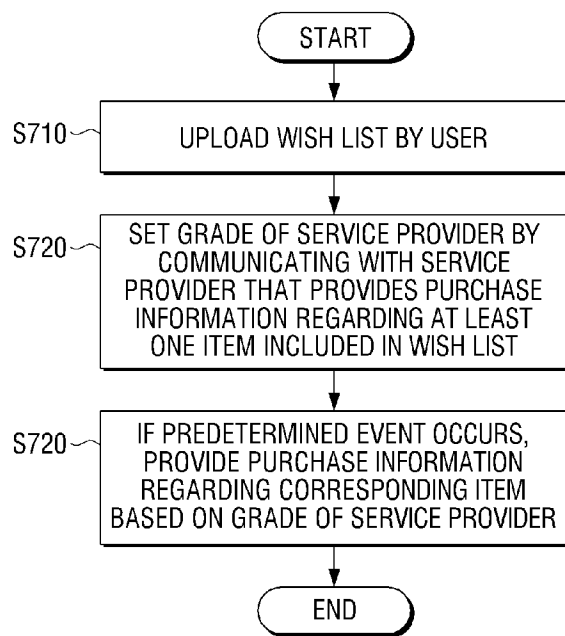 START
S710
UPLOAD WISH LIST BY USER
S720
SET GRADE OF SERVICE PROVIDER BY
COMMUNICATING WITH SERVICE
PROVIDER THAT PROVIDES PURCHASE
INFORMATION REGARDING AT LEAST
ONE ITEM INCLUDED IN WISH LIST
S720
IF PREDETERMINED EVENT OCCURS,
PROVIDE PURCHASE INFORMATION
REGARDING CORRESPONDING ITEM
BASED ON GRADE OF SERVICE PROVIDER
END